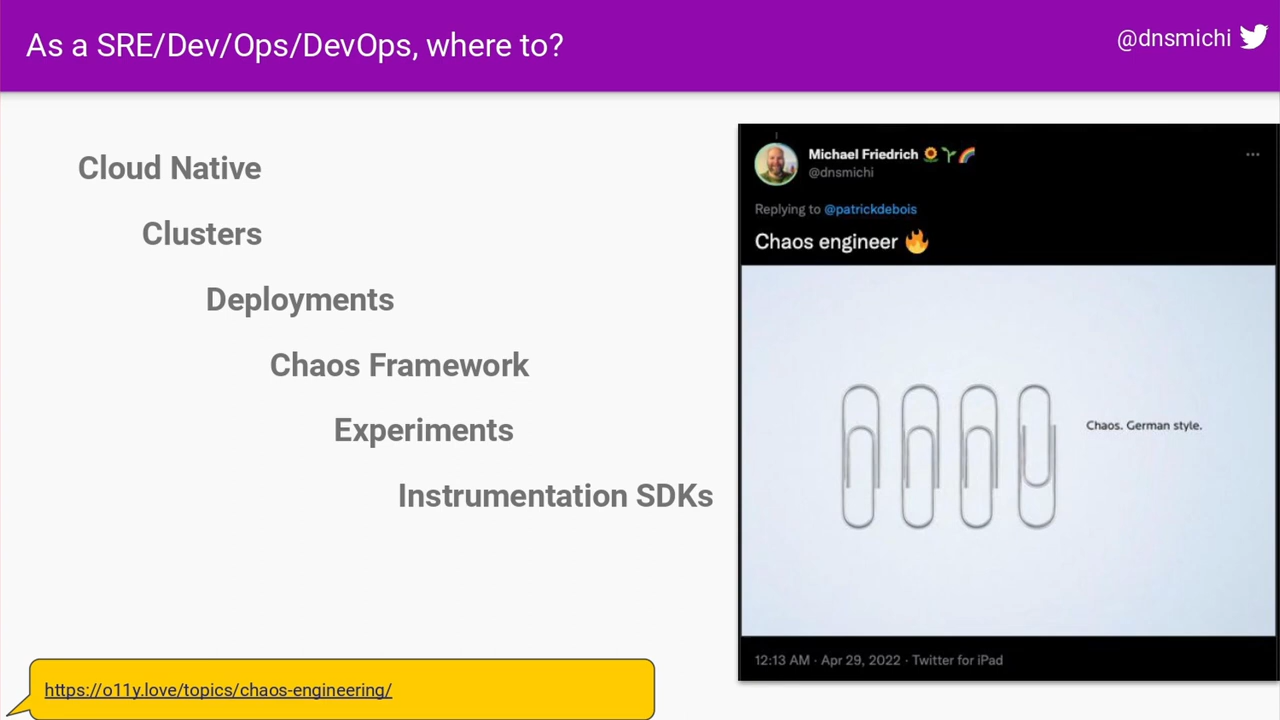 As a SRE/Dev/Ops/DevOps, where to?
@dnsmichi
Cloud Native
Clusters
Deployments
Chaos Framework
Experiments
Instrumentation SDKs
Michael Friedrich 🌻🌱🌈
@dnsmichi
Replying to @patrickdebois
Chaos engineer 🔥
Chaos. German style.
12:13 AM · Apr 29, 2022 · Twitter for iPad
https://o11y.love/topics/chaos-engineering/